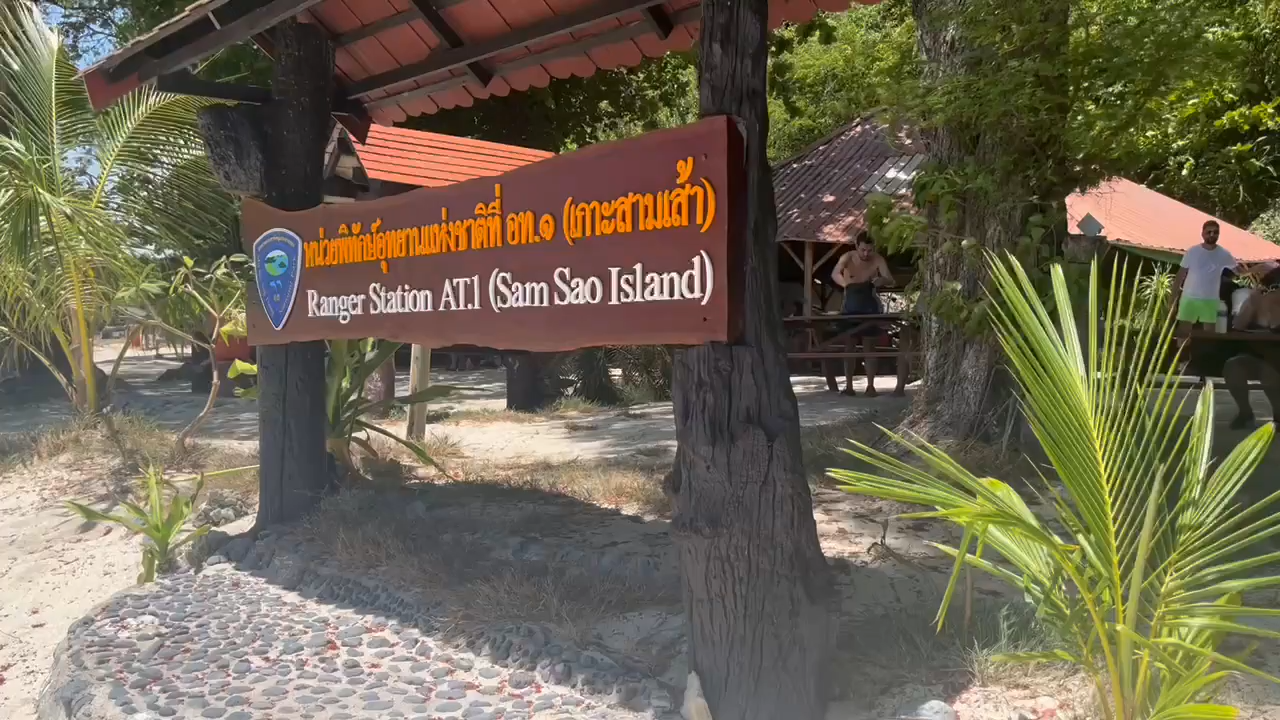 หน่วยพิทักษ์อุทยานแห่งชาติที่ อท.๑ (เกาะสามเส้า)
Ranger Station AT.1 (Sam Sao Island)